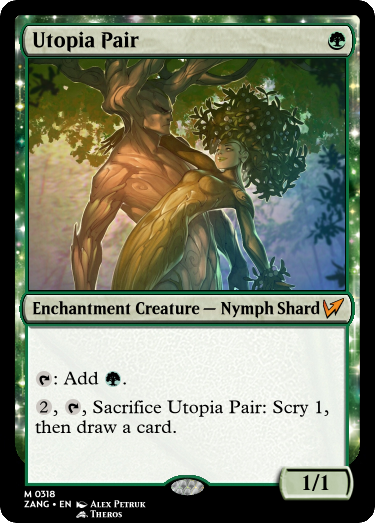 Utopia Pair
Enchantment Creature — Nymph Shard
: Add .
2, , Sacrifice Utopia Pair: Scry 1,
then draw a card.
1/1
M 0318
ZANG • EN Alex Petruk
Theros